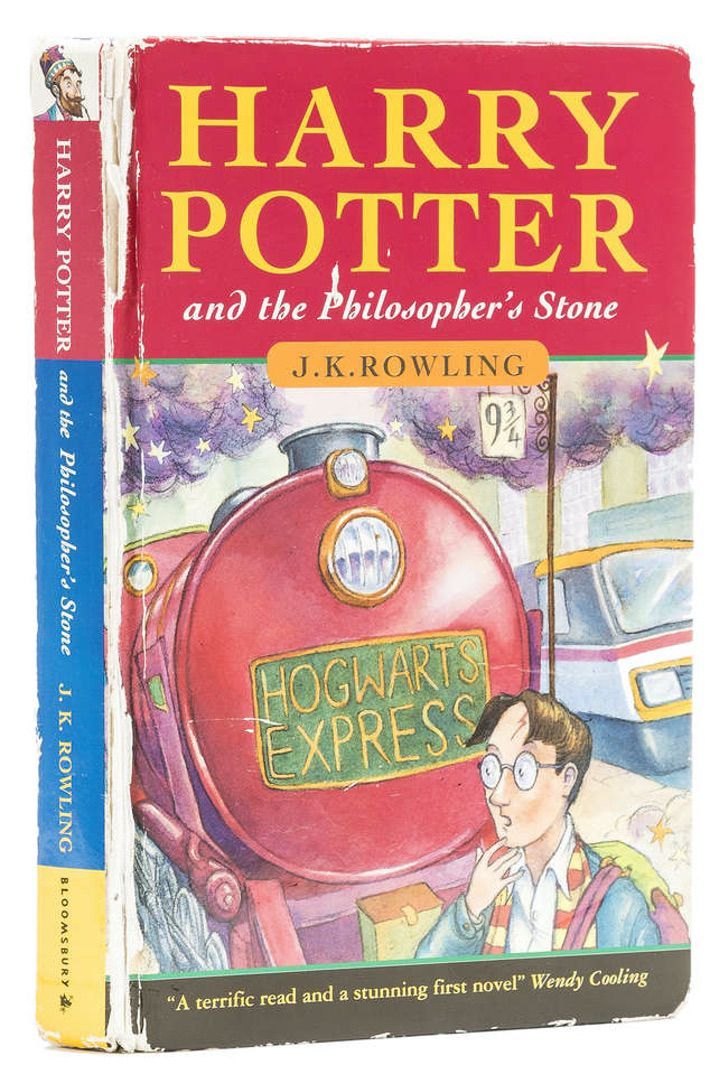 HARRY
POTTER
and the Philosopher's Stone
J.K.ROWLING
9¾
HOGWARTS
EXPRESS
"A terrific read and a stunning first novel" Wendy Cooling
HARRY POTTER and the Philosopher's Stone J. K. ROWLING BLOOMSBURY